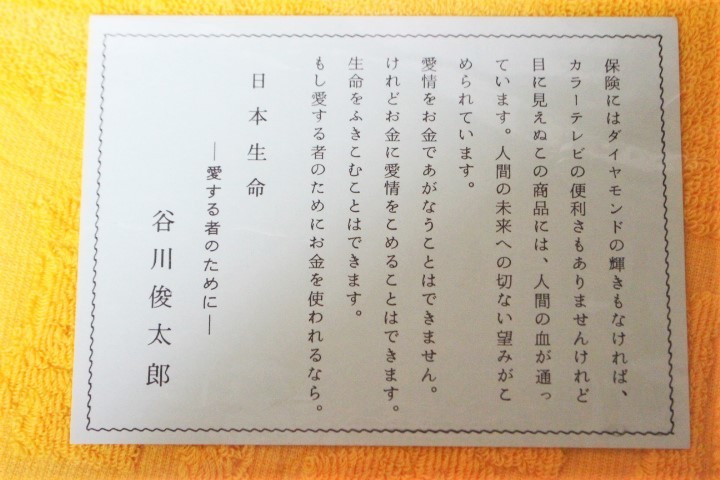 保険にはダイヤモンドの輝きもなければ、
カラーテレビの便利さもありませんけれど
目に見えぬこの商品には、人間の血が通っ
ています。人間の未来への切ない望みがこ
められています。
愛情をお金であがなうことはできません。
けれどお金に愛情をこめることはできます。
生命をふきこむことはできます。
もし愛する者のためにお金を使われるなら。
日本生命
―愛する者のために―
谷川俊太郎